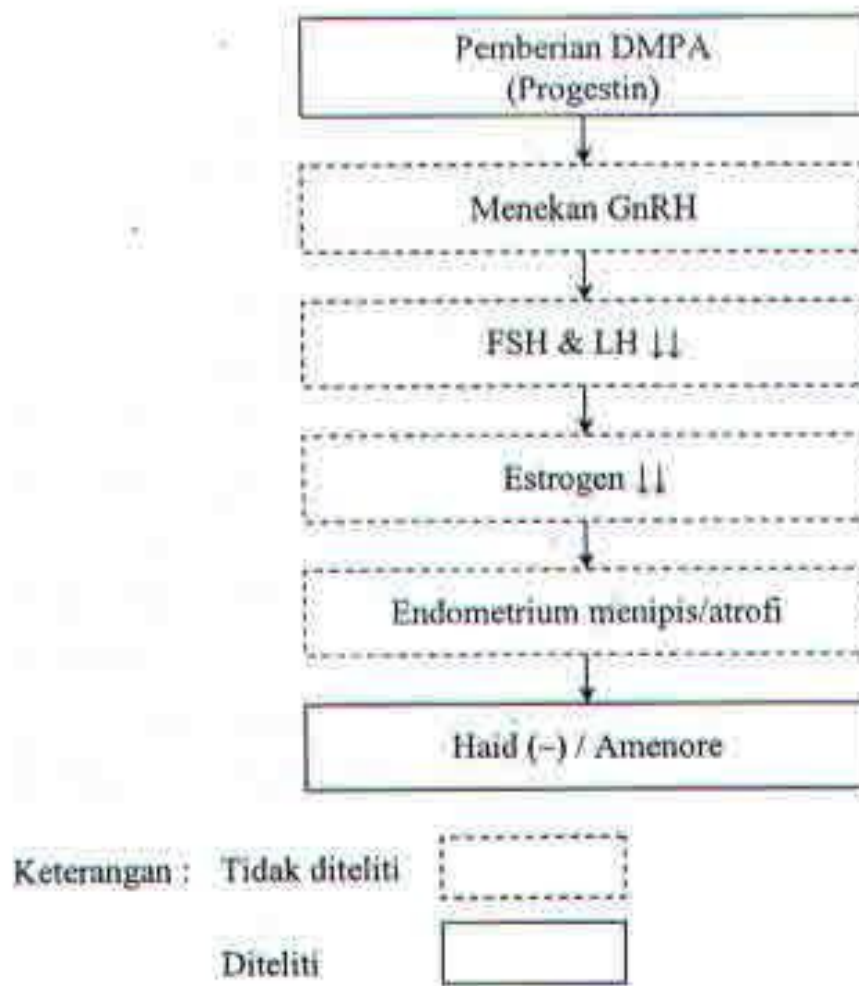 Pemberian DMPA
(Progestin)
Menekan GnRH
FSH & LH ↓↓
Estrogen ↓↓
Endometrium menipis/atrofi
Haid (–) / Amenore
Keterangan : Tidak diteliti
Diteliti